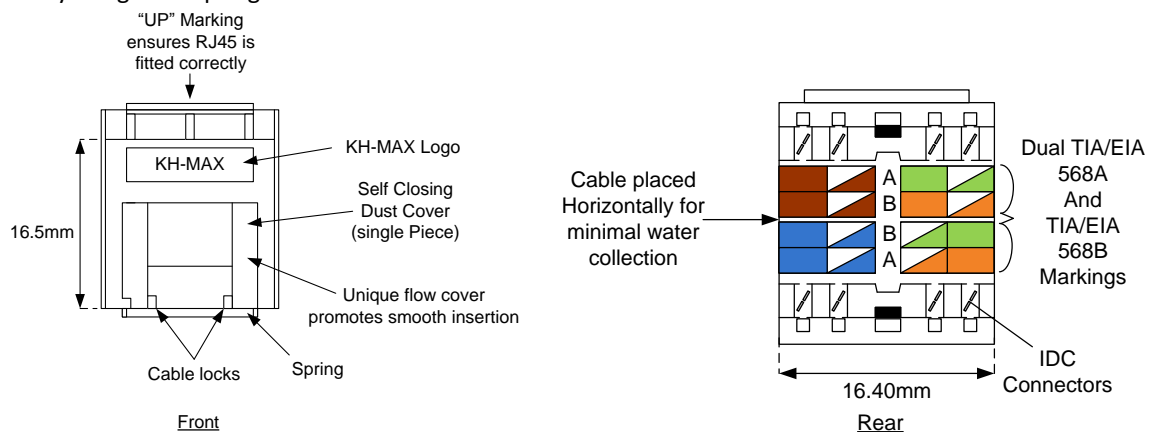 "UP" Marking
ensures RJ45 is
fitted correctly
KH-MAX
KH-MAX Logo
Self Closing
Dust Cover
(single Piece)
16.5mm
Unique flow cover
promotes smooth insertion
Cable locks
Spring
Front
Cable placed
Horizontally for
minimal water
collection
A
B
B
A
Dual TIA/EIA
568A
And
TIA/EIA
568B
Markings
IDC
Connectors
16.40mm
Rear